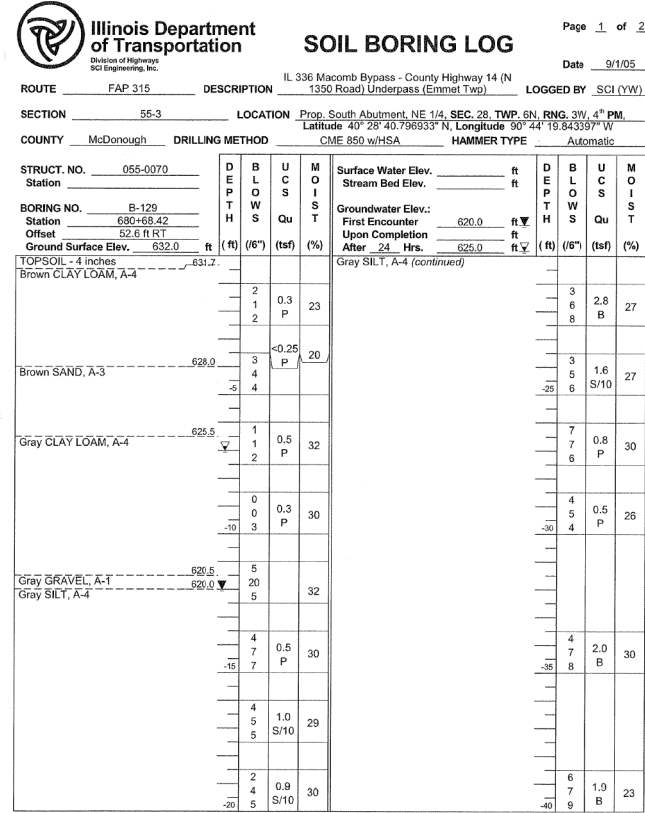 Illinois Department
of Transportation
Division of Highways
SCI Engineering, Inc.
SOIL BORING LOG
Page 1 of 2
Date 9/1/05
ROUTE FAP 315 DESCRIPTION IL 336 Macomb Bypass - County Highway 14 (N
1350 Road) Underpass (Emmet Twp) LOGGED BY SCI (YW)
SECTION 55-3 LOCATION Prop. South Abutment, NE 1/4, SEC. 28, TWP. 6N, RNG. 3W, 4th PM,
Latitude 40° 28' 40.796933" N, Longitude 90° 44' 19.843397" W
COUNTY McDonough DRILLING METHOD CME 850 w/HSA HAMMER TYPE Automatic
STRUCT. NO. 055-0070
Station
BORING NO. B-129
Station 680+68.42
Offset 52.6 ft RT
Ground Surface Elev. 632.0 ft
DEPTH (ft)
BLOWS (/6")
UCS Qu (tsf)
MOIST (%)
Surface Water Elev. ft
Stream Bed Elev. ft
Groundwater Elev.:
First Encounter 620.0 ft
Upon Completion ft
After 24 Hrs. 625.0 ft
DEPTH (ft)
BLOWS (/6")
UCS Qu (tsf)
MOIST (%)
TOPSOIL - 4 inches 631.7
Brown CLAY LOAM, A-4
2
1 0.3 P 23
2
<0.25 P 20
628.0
Brown SAND, A-3
3
4
-5 4
625.5
Gray CLAY LOAM, A-4
1
1 0.5 P 32
2
0
0 0.3 P 30
-10 3
620.5
Gray GRAVEL, A-1
620.0
Gray SILT, A-4
5
20 32
5
4
7 0.5 P 30
-15 7
4
5 1.0 S/10 29
5
2
4 0.9 S/10 30
-20 5
Gray SILT, A-4 (continued)
3
6 2.8 B 27
8
3
5 1.6 S/10 27
-25 6
7
7 0.8 P 30
6
4
5 0.5 P 26
-30 4
4
7 2.0 B 30
-35 8
6
7 1.9 B 23
-40 9